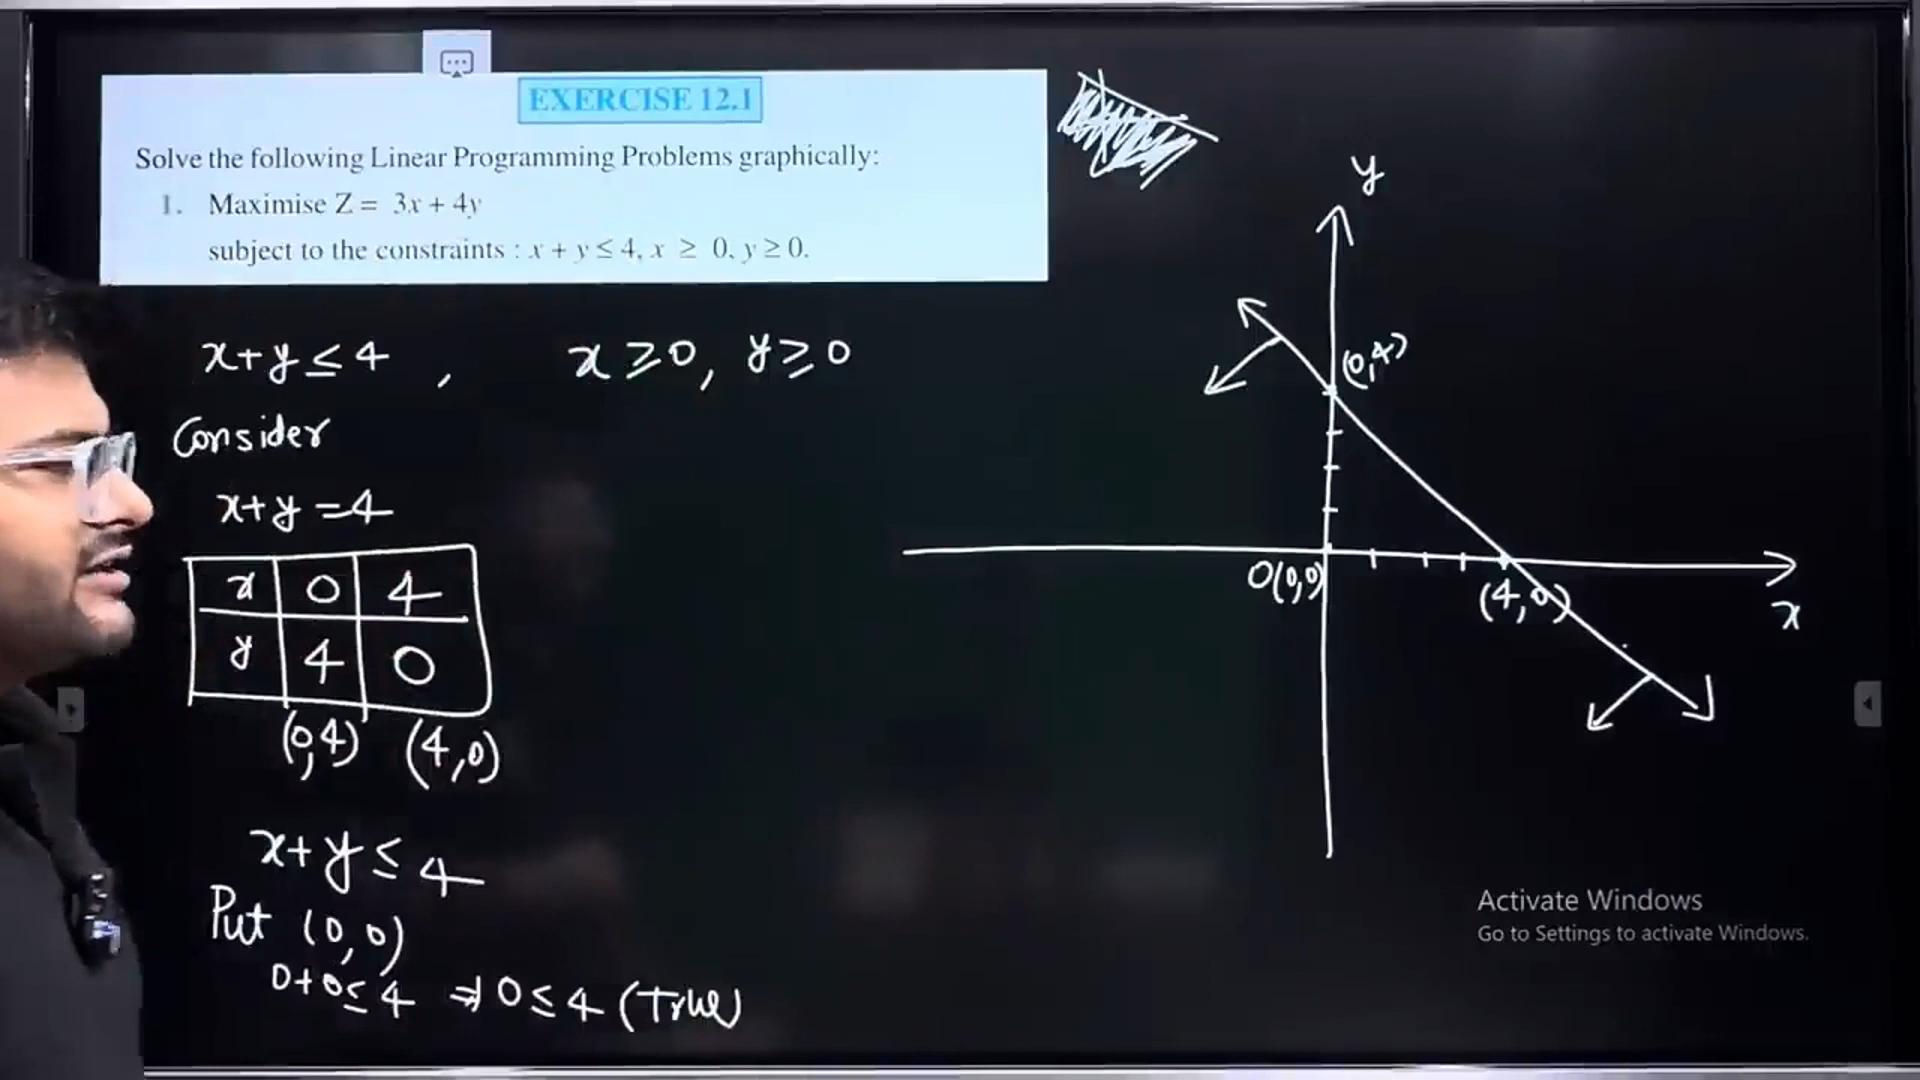 EXERCISE 12.1
Solve the following Linear Programming Problems graphically:
1. Maximise Z = 3x + 4y
subject to the constraints : x + y ≤ 4, x ≥ 0, y ≥ 0.
x+y ≤ 4 , x ≥ 0, y ≥ 0
Consider
x+y = 4
x 0 4
y 4 0
(0,4) (4,0)
x+y ≤ 4
Put (0,0)
0+0 ≤ 4 ⇒ 0 ≤ 4 (True)
y
(0,4)
O(0,0)
(4,0)
x
Activate Windows
Go to Settings to activate Windows.